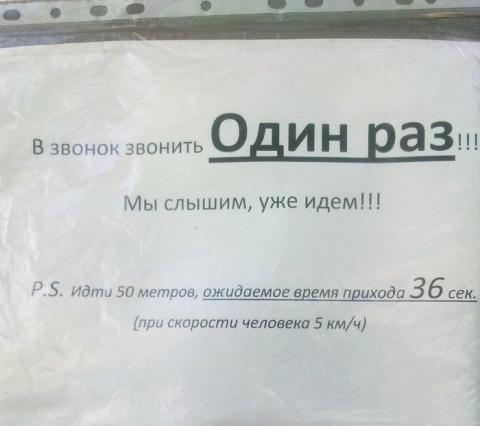 В звонок звонить Один раз!!!
Мы слышим, уже идем!!!
P.S. Идти 50 метров, ожидаемое время прихода 36 сек.
(при скорости человека 5 км/ч)